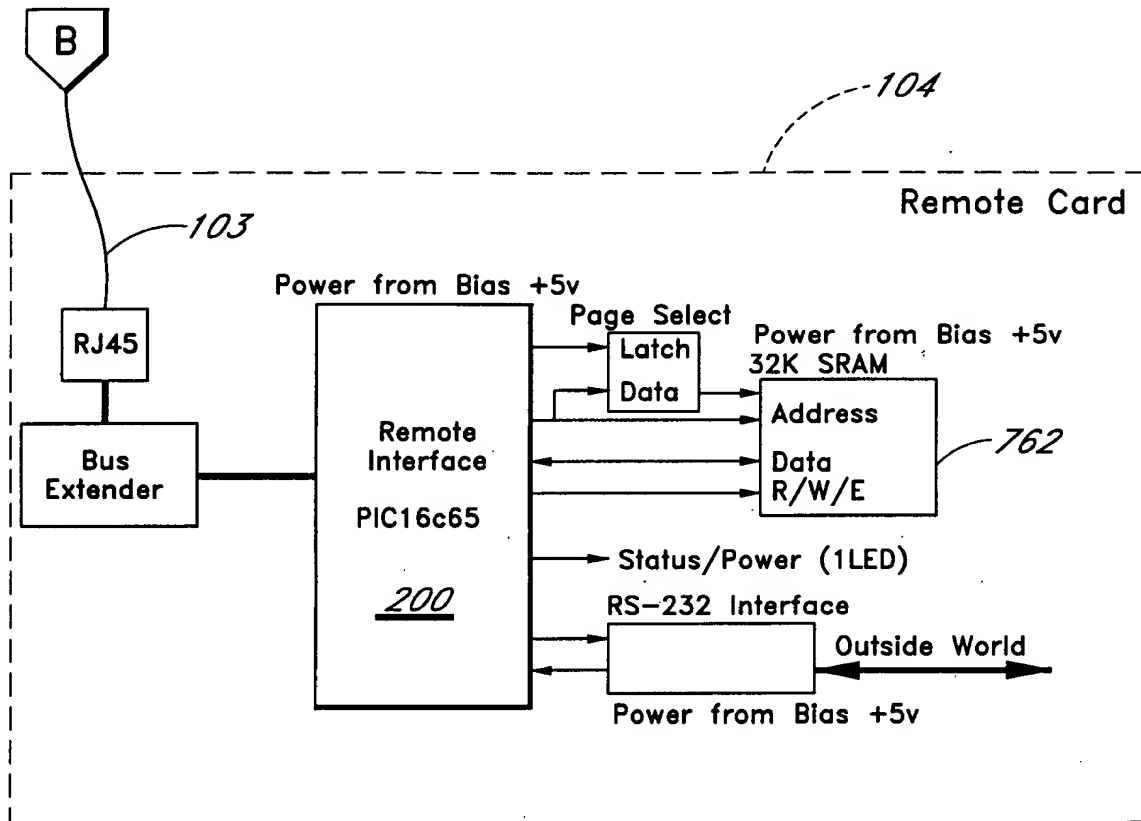 B
104
Remote Card
103
Power from Bias +5v
RJ45
Page Select
Latch
Data
Power from Bias +5v
32K SRAM
Address
Data
R/W/E
762
Bus
Extender
Remote
Interface
PIC16c65
200
Status/Power (1LED)
RS-232 Interface
Outside World
Power from Bias +5v